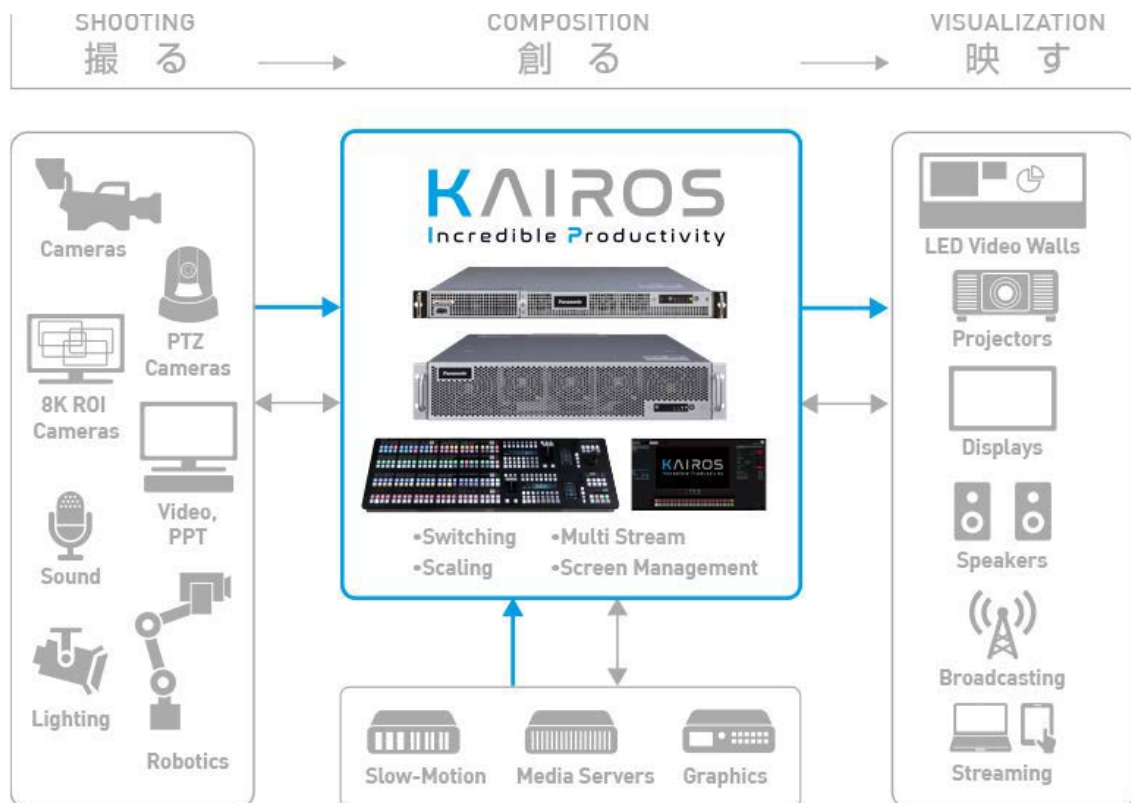 SHOOTING
撮る
COMPOSITION
創る
VISUALIZATION
映す
Cameras
PTZ
Cameras
8K ROI
Cameras
Video,
PPT
Sound
Lighting
Robotics
KAIROS
Incredible Productivity
Panasonic
Panasonic
KAIROS
Incredible Productivity
•Switching
•Multi Stream
•Scaling
•Screen Management
Slow-Motion
Media Servers
Graphics
LED Video Walls
Projectors
Displays
Speakers
Broadcasting
Streaming